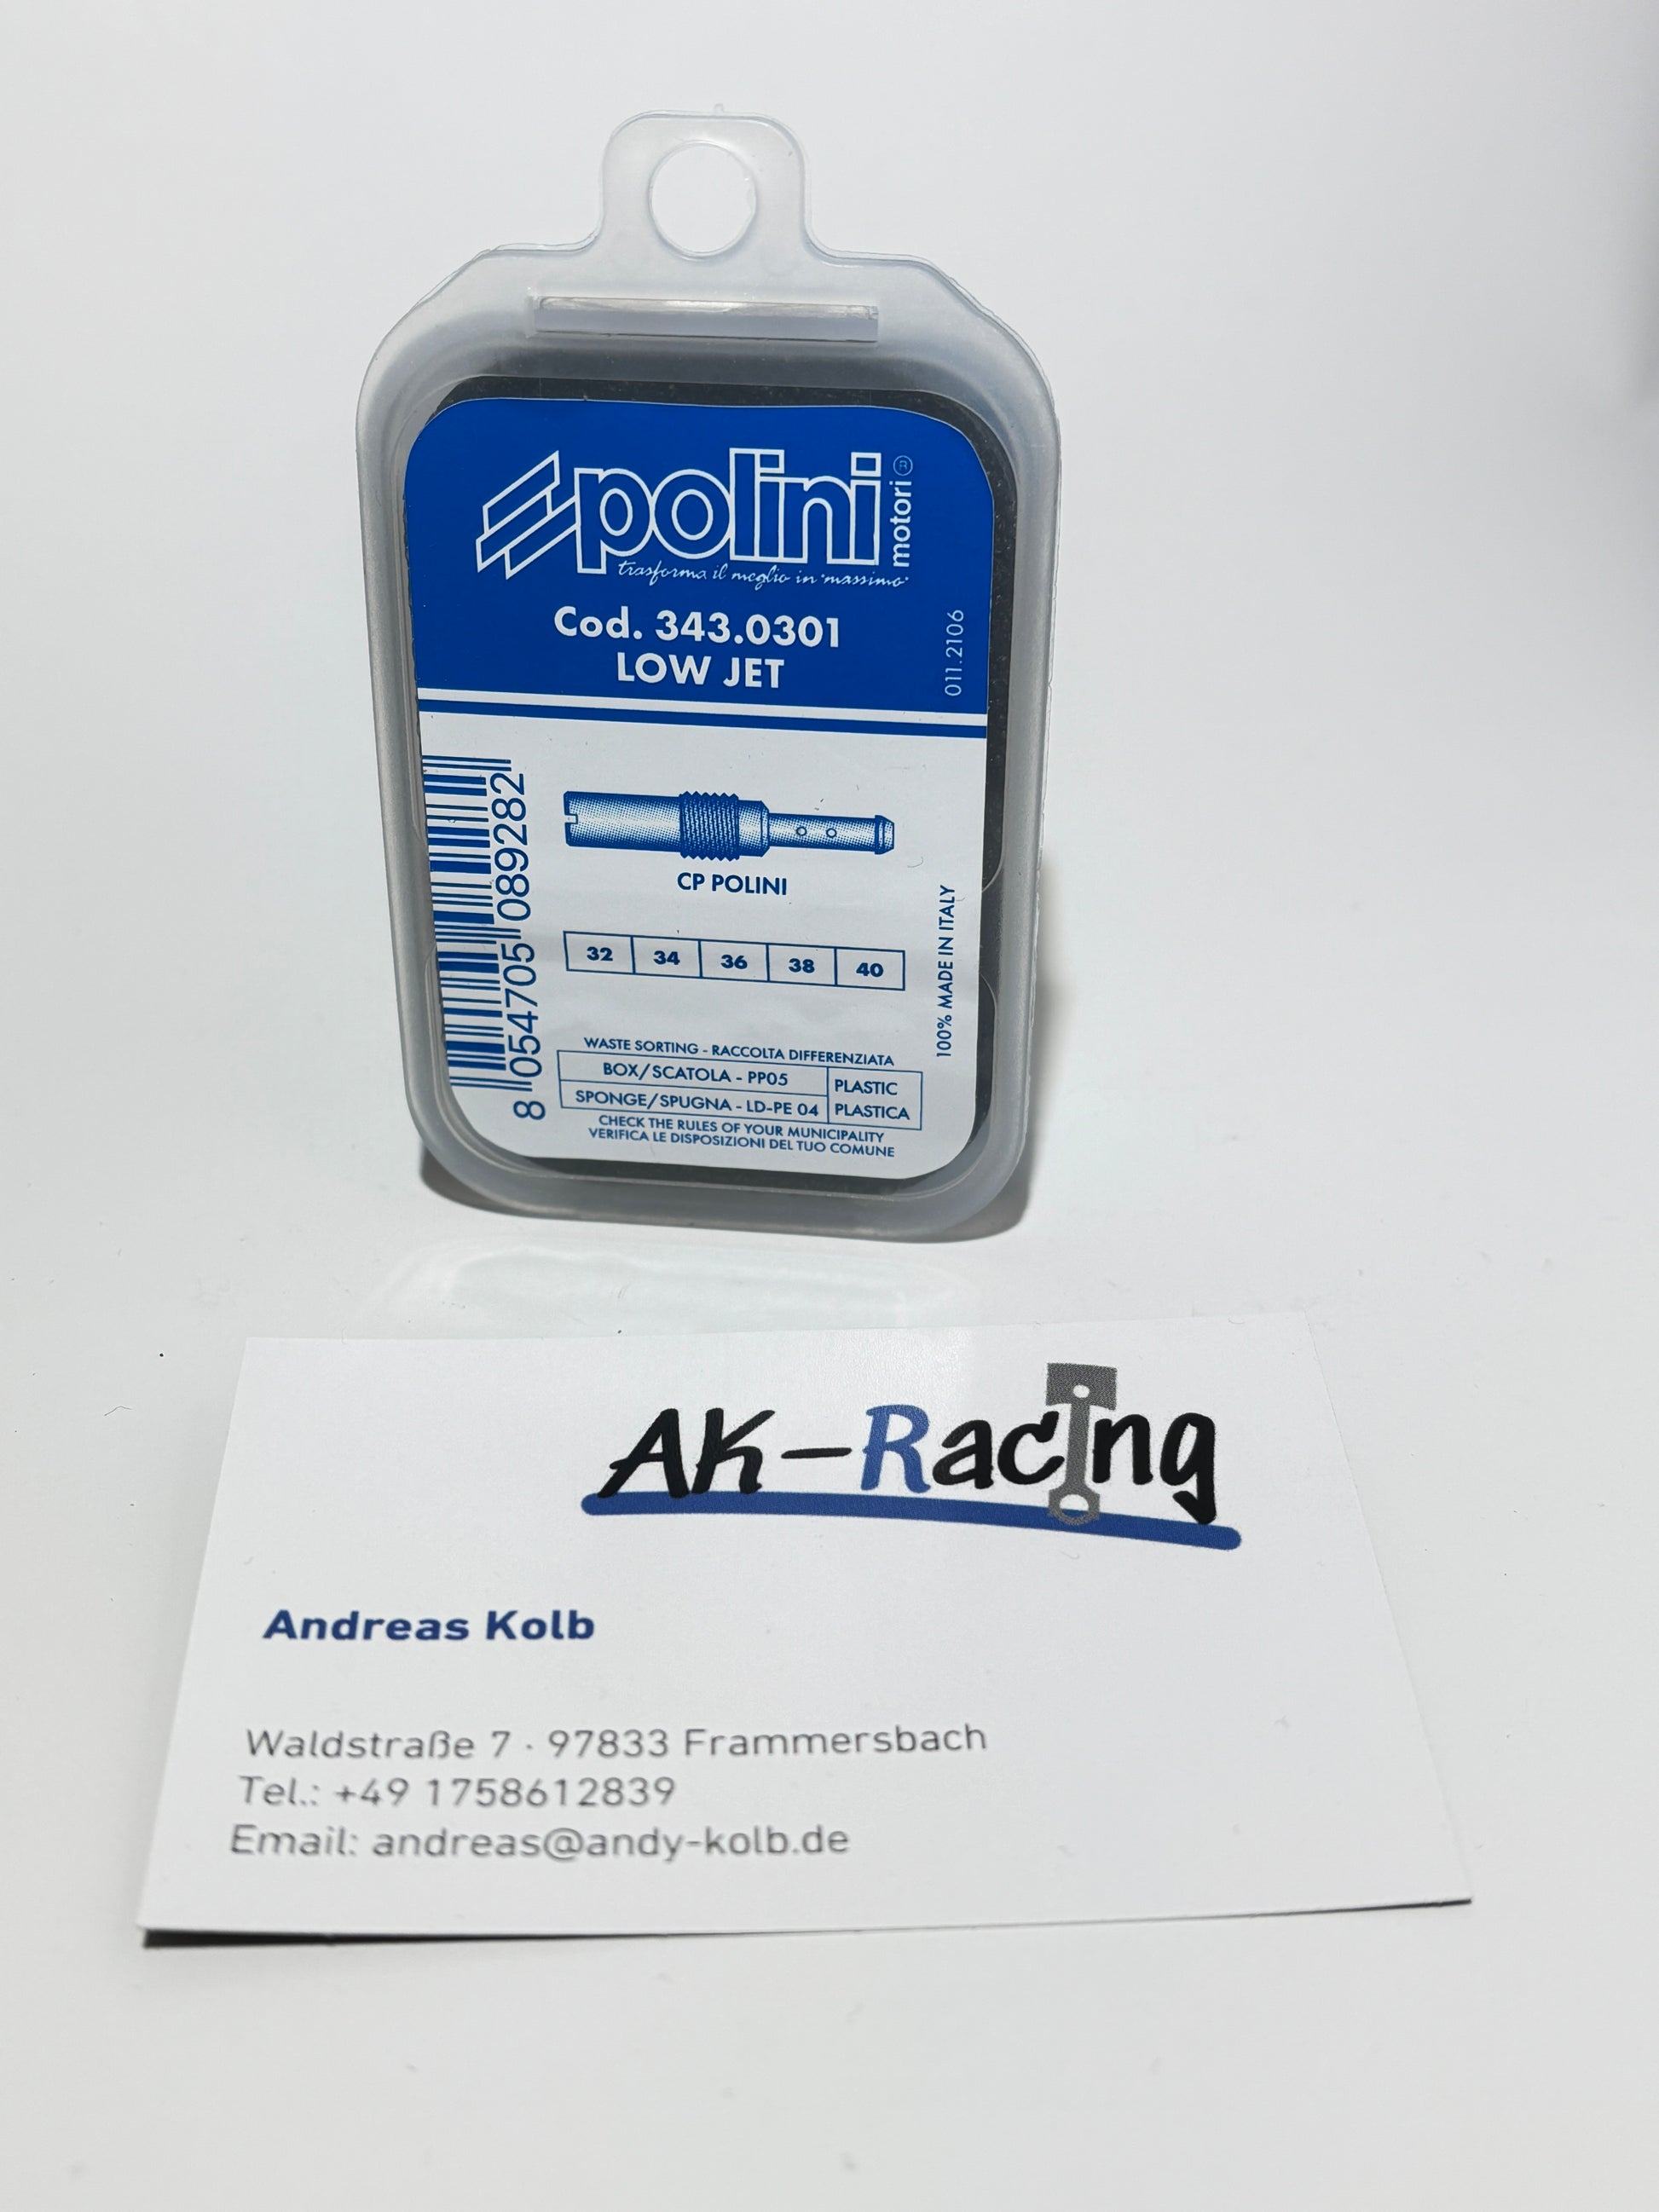 polini motori®
trasforma il meglio in "massimo"
Cod. 343.0301
LOW JET
011.2106
8 054705 089282
CP POLINI
32 34 36 38 40
100% MADE IN ITALY
WASTE SORTING - RACCOLTA DIFFERENZIATA
BOX/SCATOLA - PP05 PLASTIC
SPONGE/SPUGNA - LD-PE 04 PLASTICA
CHECK THE RULES OF YOUR MUNICIPALITY
VERIFICA LE DISPOSIZIONI DEL TUO COMUNE
AK-Racing
Andreas Kolb
Waldstraße 7 · 97833 Frammersbach
Tel.: +49 1758612839
Email: andreas@andy-kolb.de